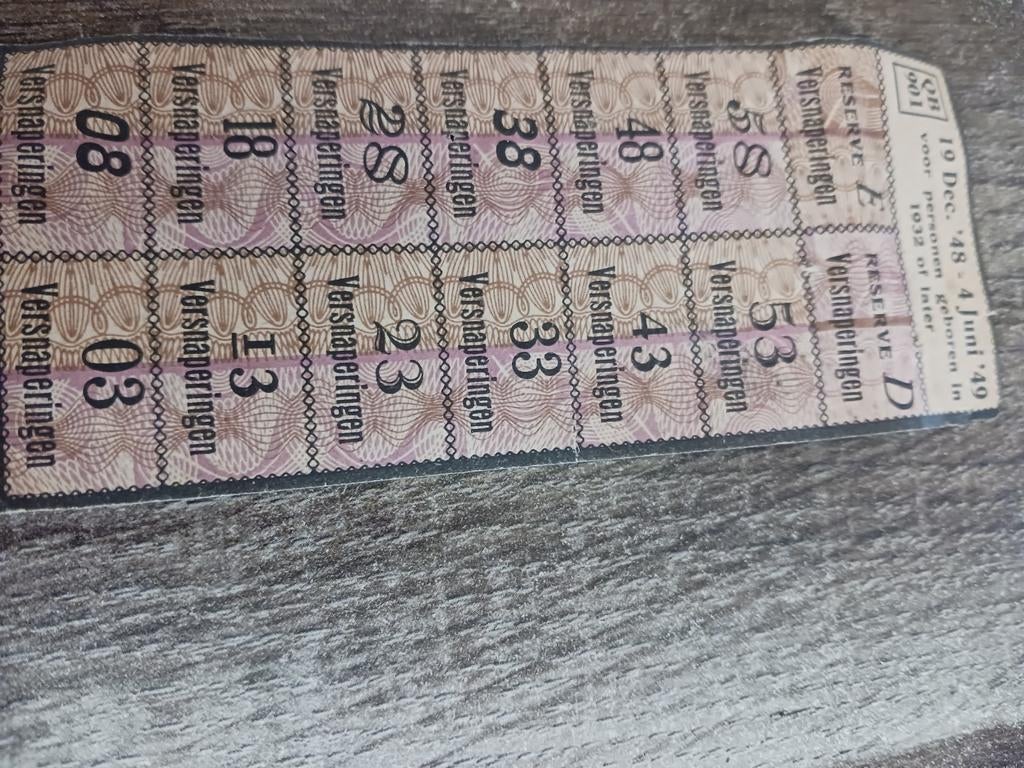 QH 901
19 Dec. '48 - 4 Juni '49
voor personen geboren in
1932 of later
RESERVE E
Versnaperingen
RESERVE D
Versnaperingen
58
Versnaperingen
53
Versnaperingen
48
Versnaperingen
43
Versnaperingen
38
Versnaperingen
33
Versnaperingen
28
Versnaperingen
23
Versnaperingen
18
Versnaperingen
13
Versnaperingen
08
Versnaperingen
03
Versnaperingen